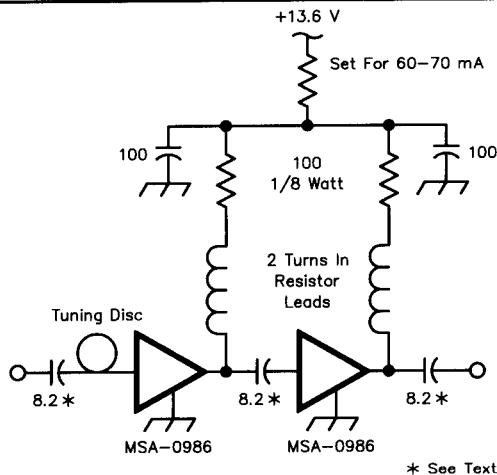 +13.6 V
Set For 60-70 mA
100
100
100
1/8 Watt
2 Turns In
Resistor
Leads
Tuning Disc
8.2*
8.2*
8.2*
MSA-0986
MSA-0986
* See Text